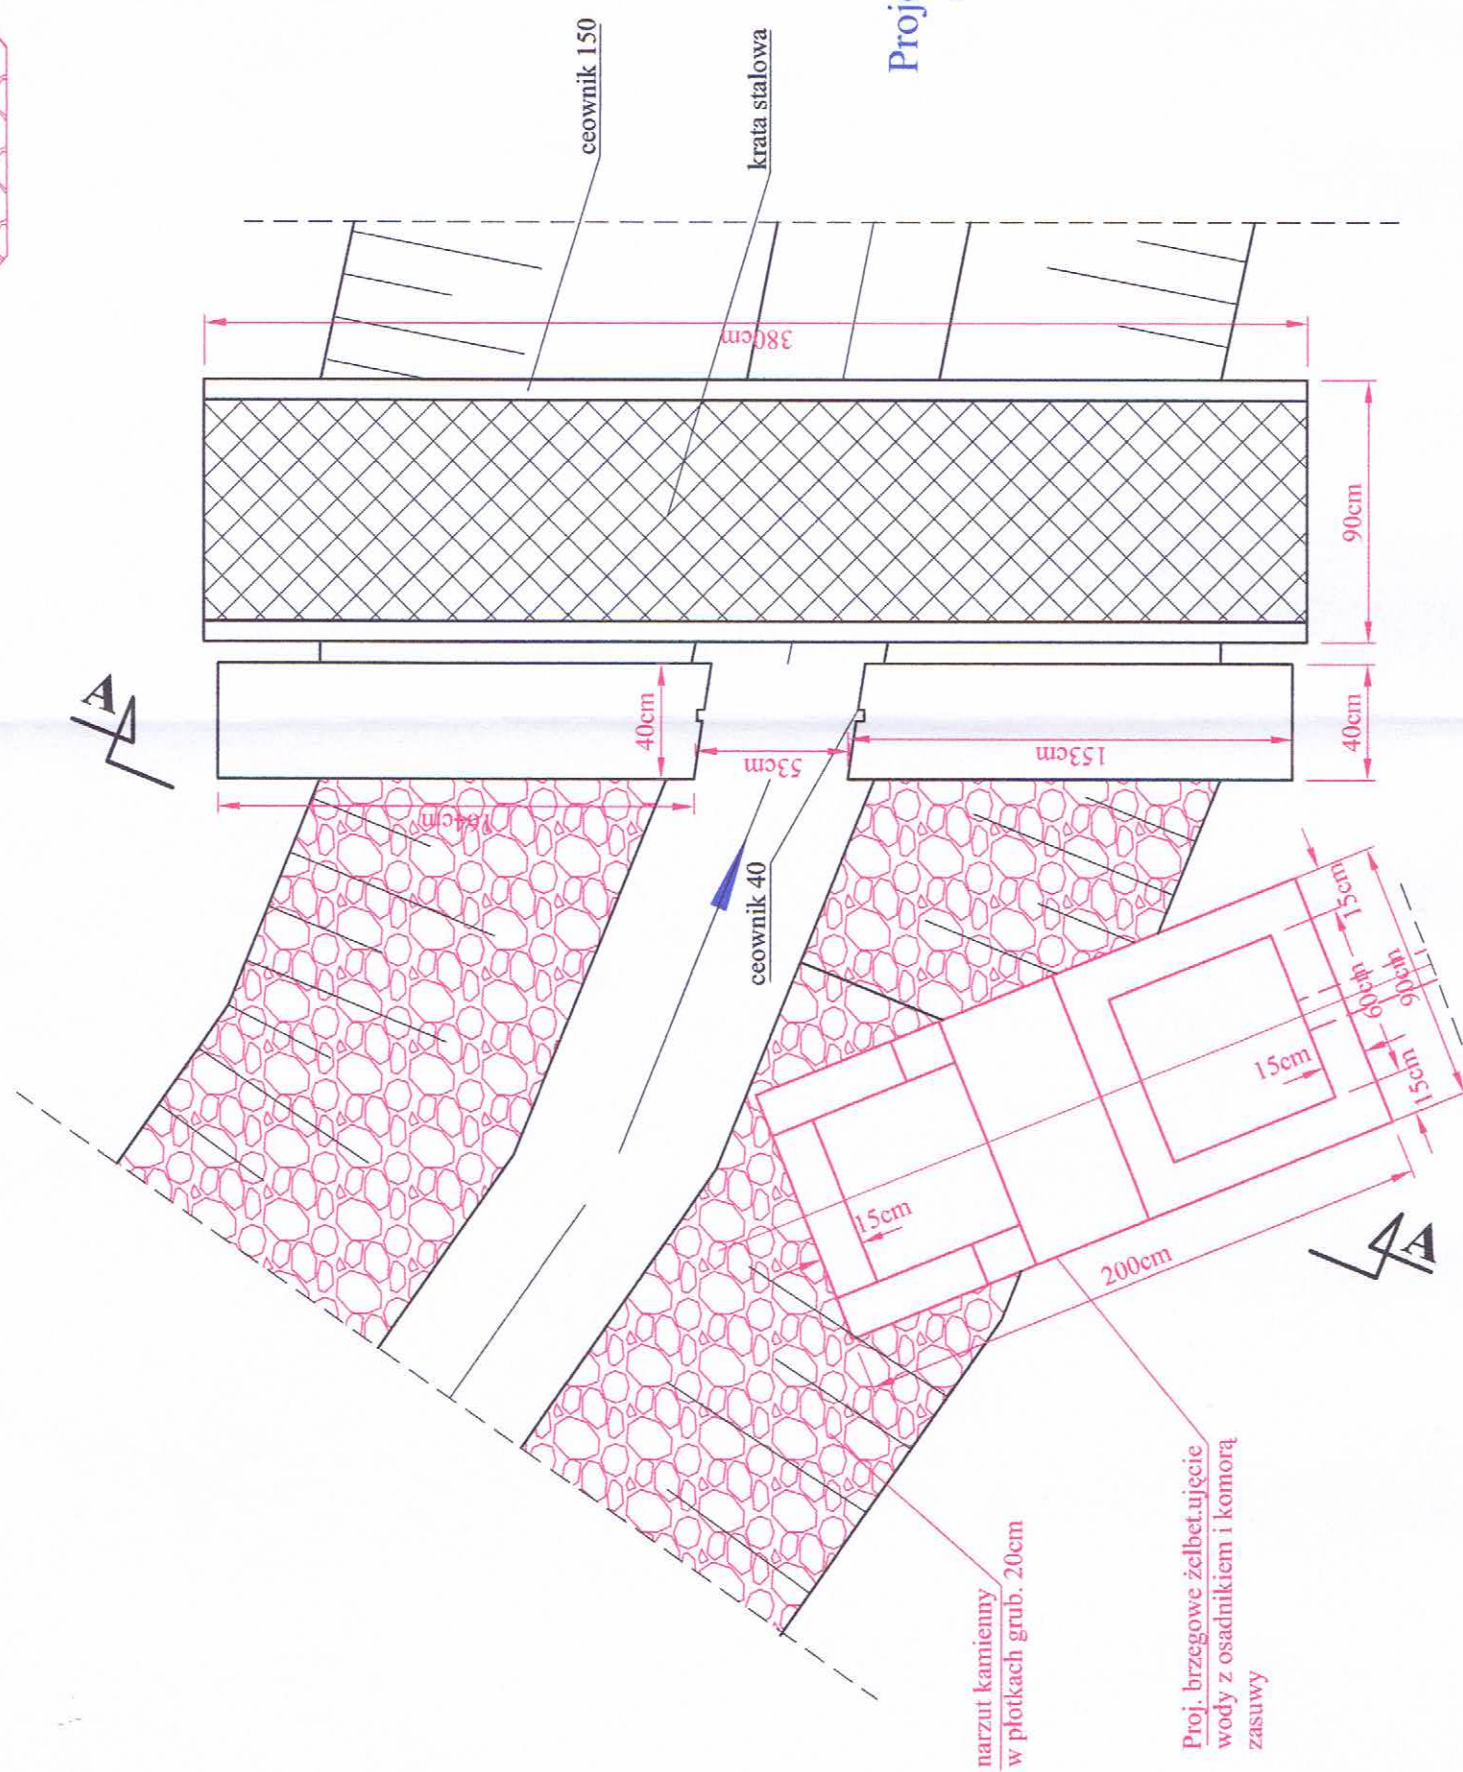 ceownik 150
krata stalowa
Proj
380cm
90cm
A
40cm
53cm
153cm
40cm
164cm
ceownik 40
15cm
60cm
90cm
15cm
15cm
15cm
200cm
A
narzut kamienny
w płotkach grub. 20cm
Proj. brzegowe żelbet.ujęcie
wody z osadnikiem i komorą
zasuwy